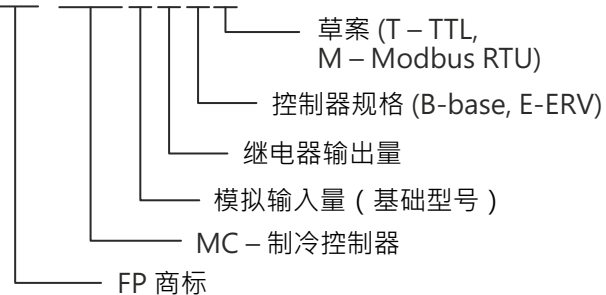 草案 (T – TTL,
M – Modbus RTU)
控制器规格 (B-base, E-ERV)
继电器输出量
模拟输入量（基础型号）
MC – 制冷控制器
FP 商标